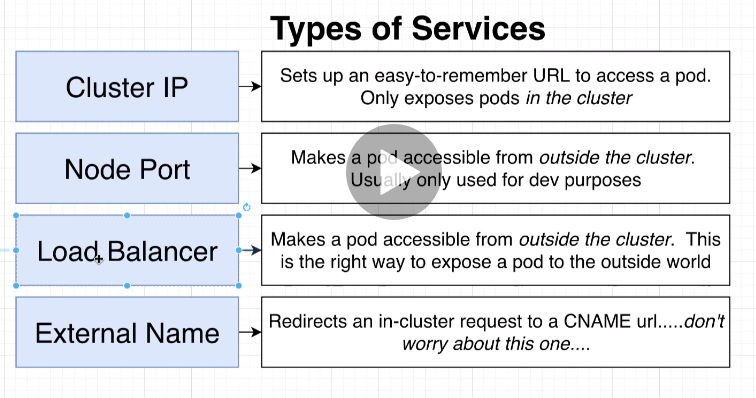 Types of Services
Cluster IP
Sets up an easy-to-remember URL to access a pod.
Only exposes pods in the cluster
Node Port
Makes a pod accessible from outside the cluster.
Usually only used for dev purposes
Load Balancer
Makes a pod accessible from outside the cluster. This
is the right way to expose a pod to the outside world
External Name
Redirects an in-cluster request to a CNAME url.....don't
worry about this one....